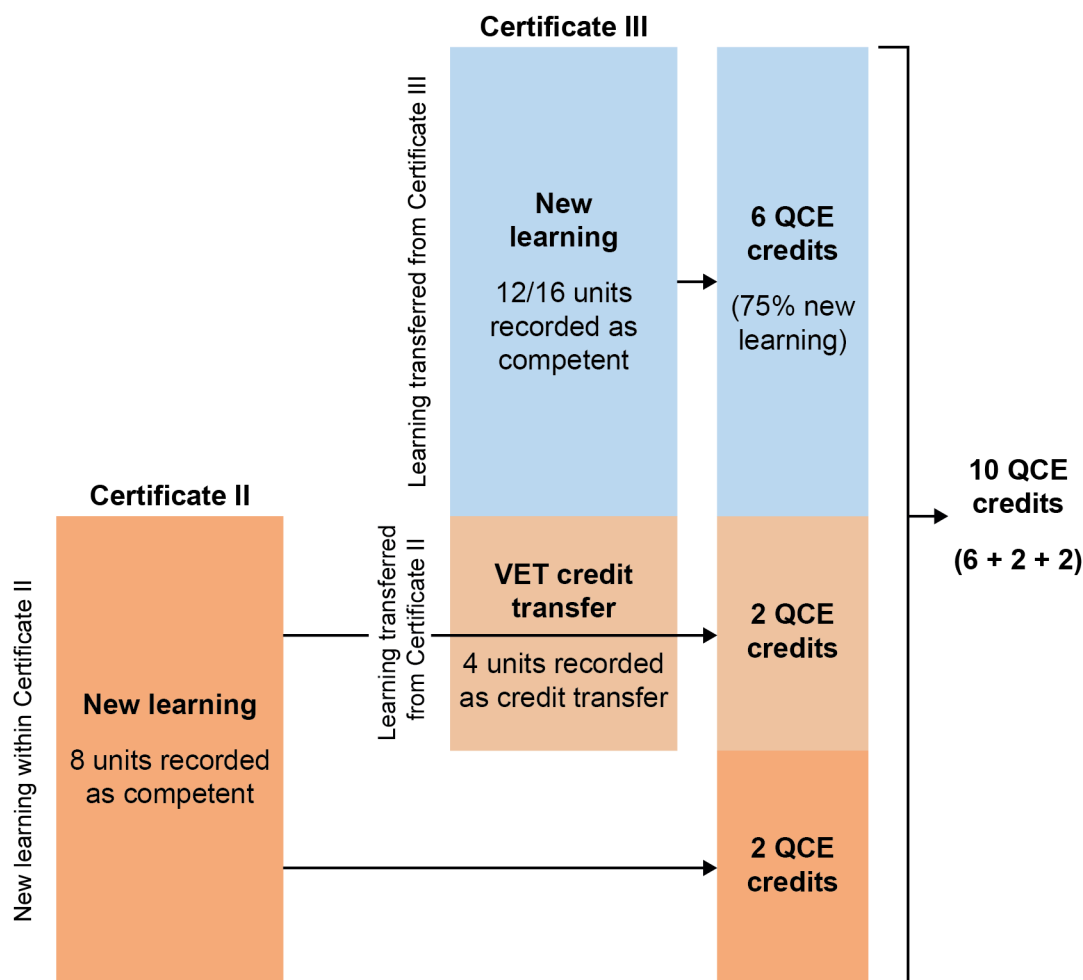 Certificate III
Learning transferred from Certificate III
New
learning
12/16 units
recorded as
competent
6 QCE
credits
(75% new
learning)
10 QCE
credits
(6 + 2 + 2)
Certificate II
New learning within Certificate II
New learning
8 units recorded
as competent
Learning transferred
from Certificate II
VET credit
transfer
4 units recorded
as credit transfer
2 QCE
credits
2 QCE
credits